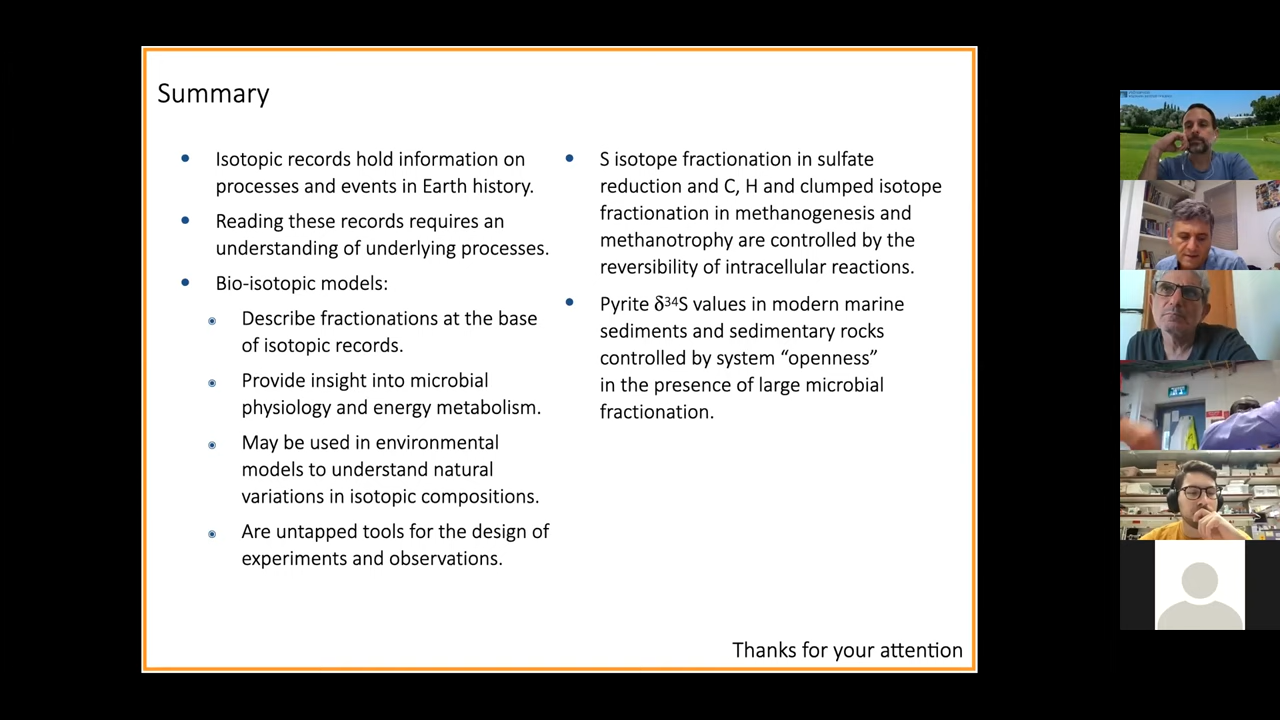 Summary
Isotopic records hold information on
processes and events in Earth history.
Reading these records requires an
understanding of underlying processes.
Bio-isotopic models:
Describe fractionations at the base
of isotopic records.
Provide insight into microbial
physiology and energy metabolism.
May be used in environmental
models to understand natural
variations in isotopic compositions.
Are untapped tools for the design of
experiments and observations.
S isotope fractionation in sulfate
reduction and C, H and clumped isotope
fractionation in methanogenesis and
methanotrophy are controlled by the
reversibility of intracellular reactions.
Pyrite δ³⁴S values in modern marine
sediments and sedimentary rocks
controlled by system “openness”
in the presence of large microbial
fractionation.
Thanks for your attention